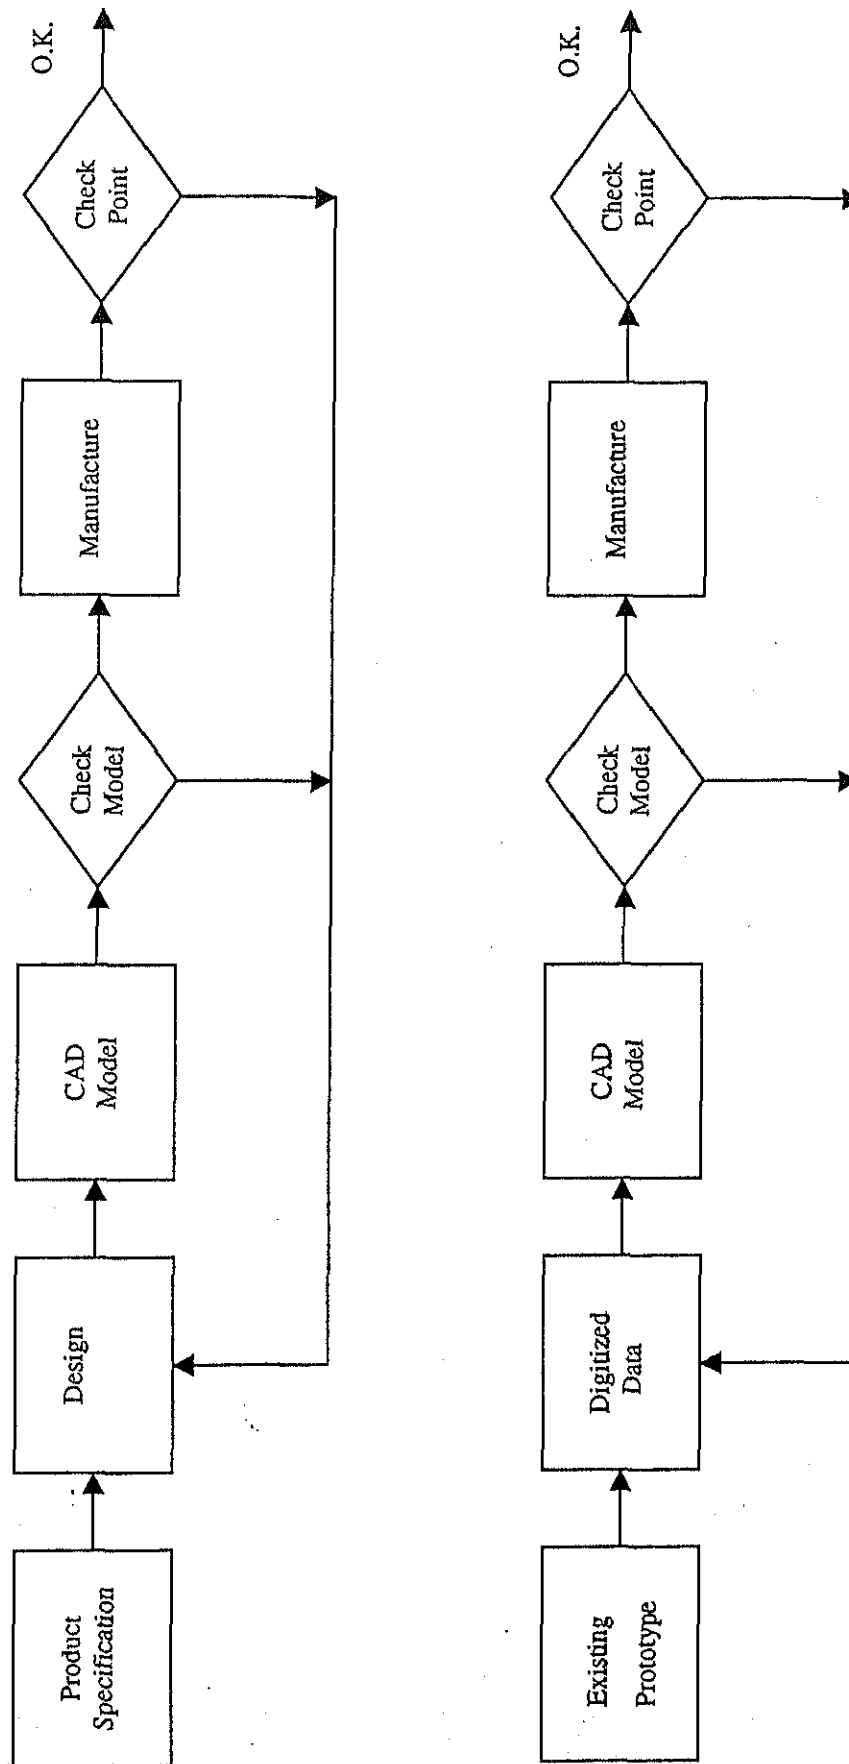 Product
Specification
Design
CAD
Model
Check
Model
Manufacture
Check
Point
O.K.
Existing
Prototype
Digitized
Data
CAD
Model
Check
Model
Manufacture
Check
Point
O.K.